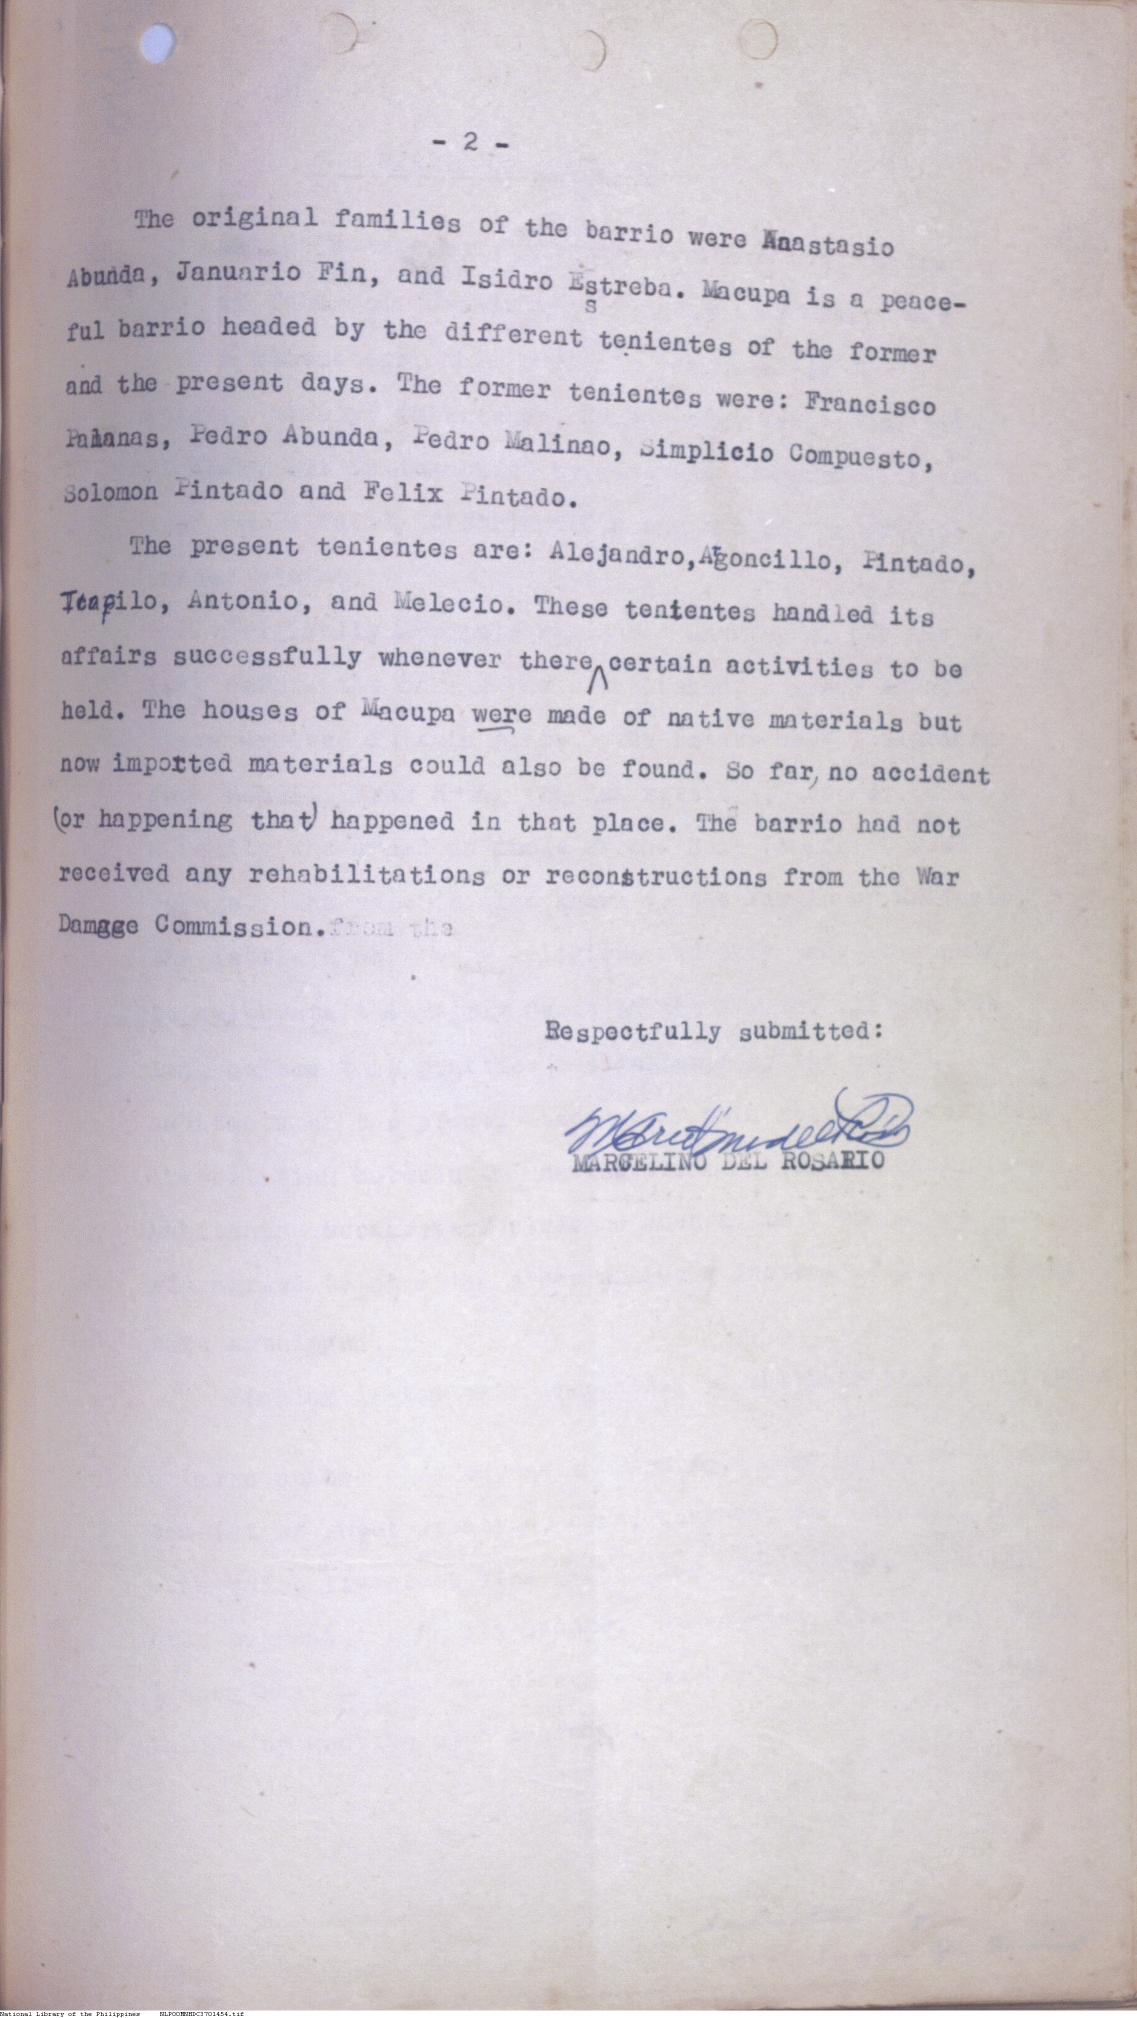 - 2 -
The original families of the barrio were Anastasio
Abunda, Januario Fin, and Isidro Estreba. Macupa is a peace-
s
ful barrio headed by the different tenientes of the former
and the present days. The former tenientes were: Francisco
Palanas, Pedro Abunda, Pedro Malinao, Simplicio Compuesto,
Solomon Pintado and Felix Pintado.
The present tenientes are: Alejandro, Agoncillo, Pintado,
Antonio, and Melecio. These tenientes handled its
affairs successfully whenever there certain activities to be
held. The houses of Macupa were made of native materials but
now imported materials could also be found. So far, no accident
(or happening that) happened in that place. The barrio had not
received any rehabilitations or reconstructions from the War
Damgge Commission. from the
Respectfully submitted:
MARCELINO DEL ROSARIO
National Library of the Philippines NLPOOMNHDC3701454.tif